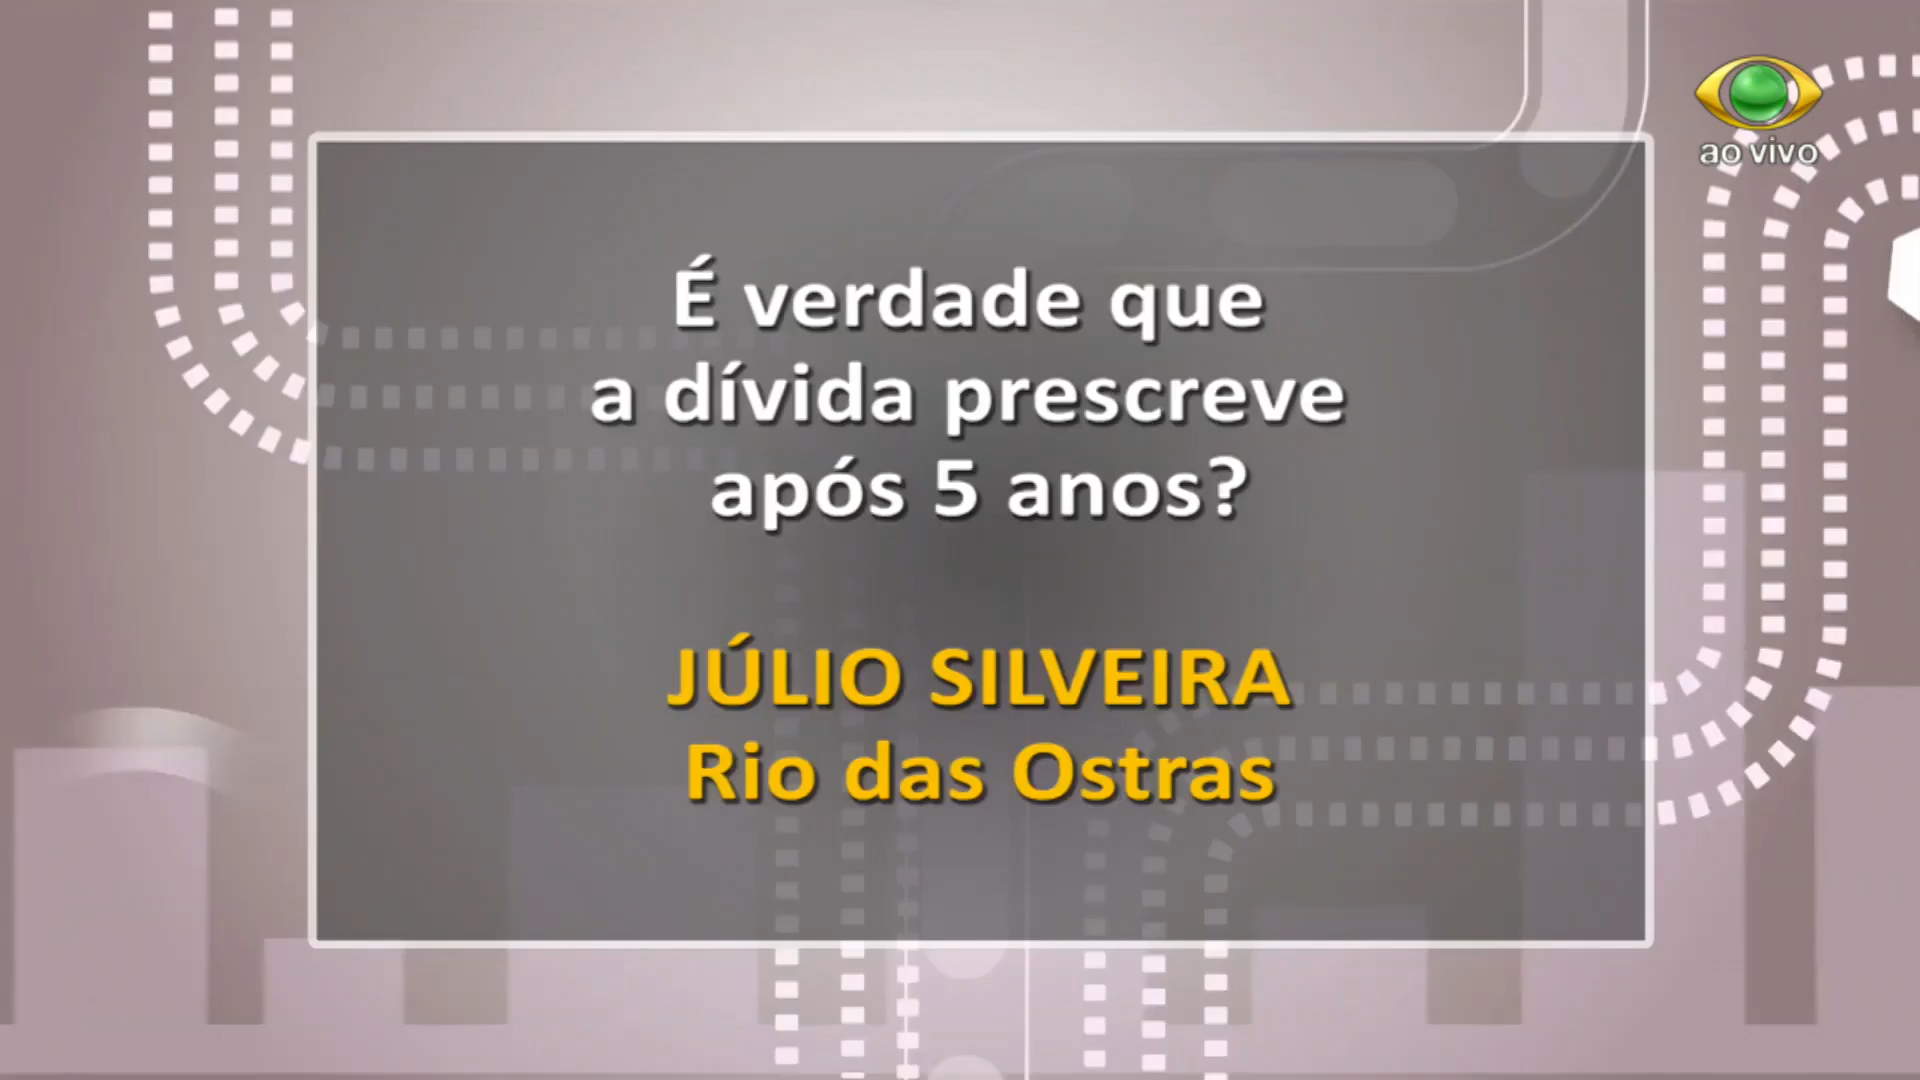 ao vivo
É verdade que
a dívida prescreve
após 5 anos?
JÚLIO SILVEIRA
Rio das Ostras